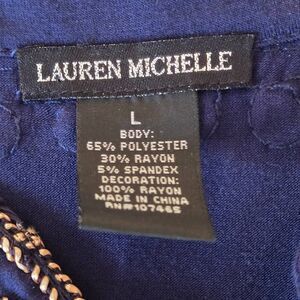 LAUREN MICHELLE
L
BODY:
65% POLYESTER
30% RAYON
5% SPANDEX
DECORATION:
100% RAYON
MADE IN CHINA
RN#107465